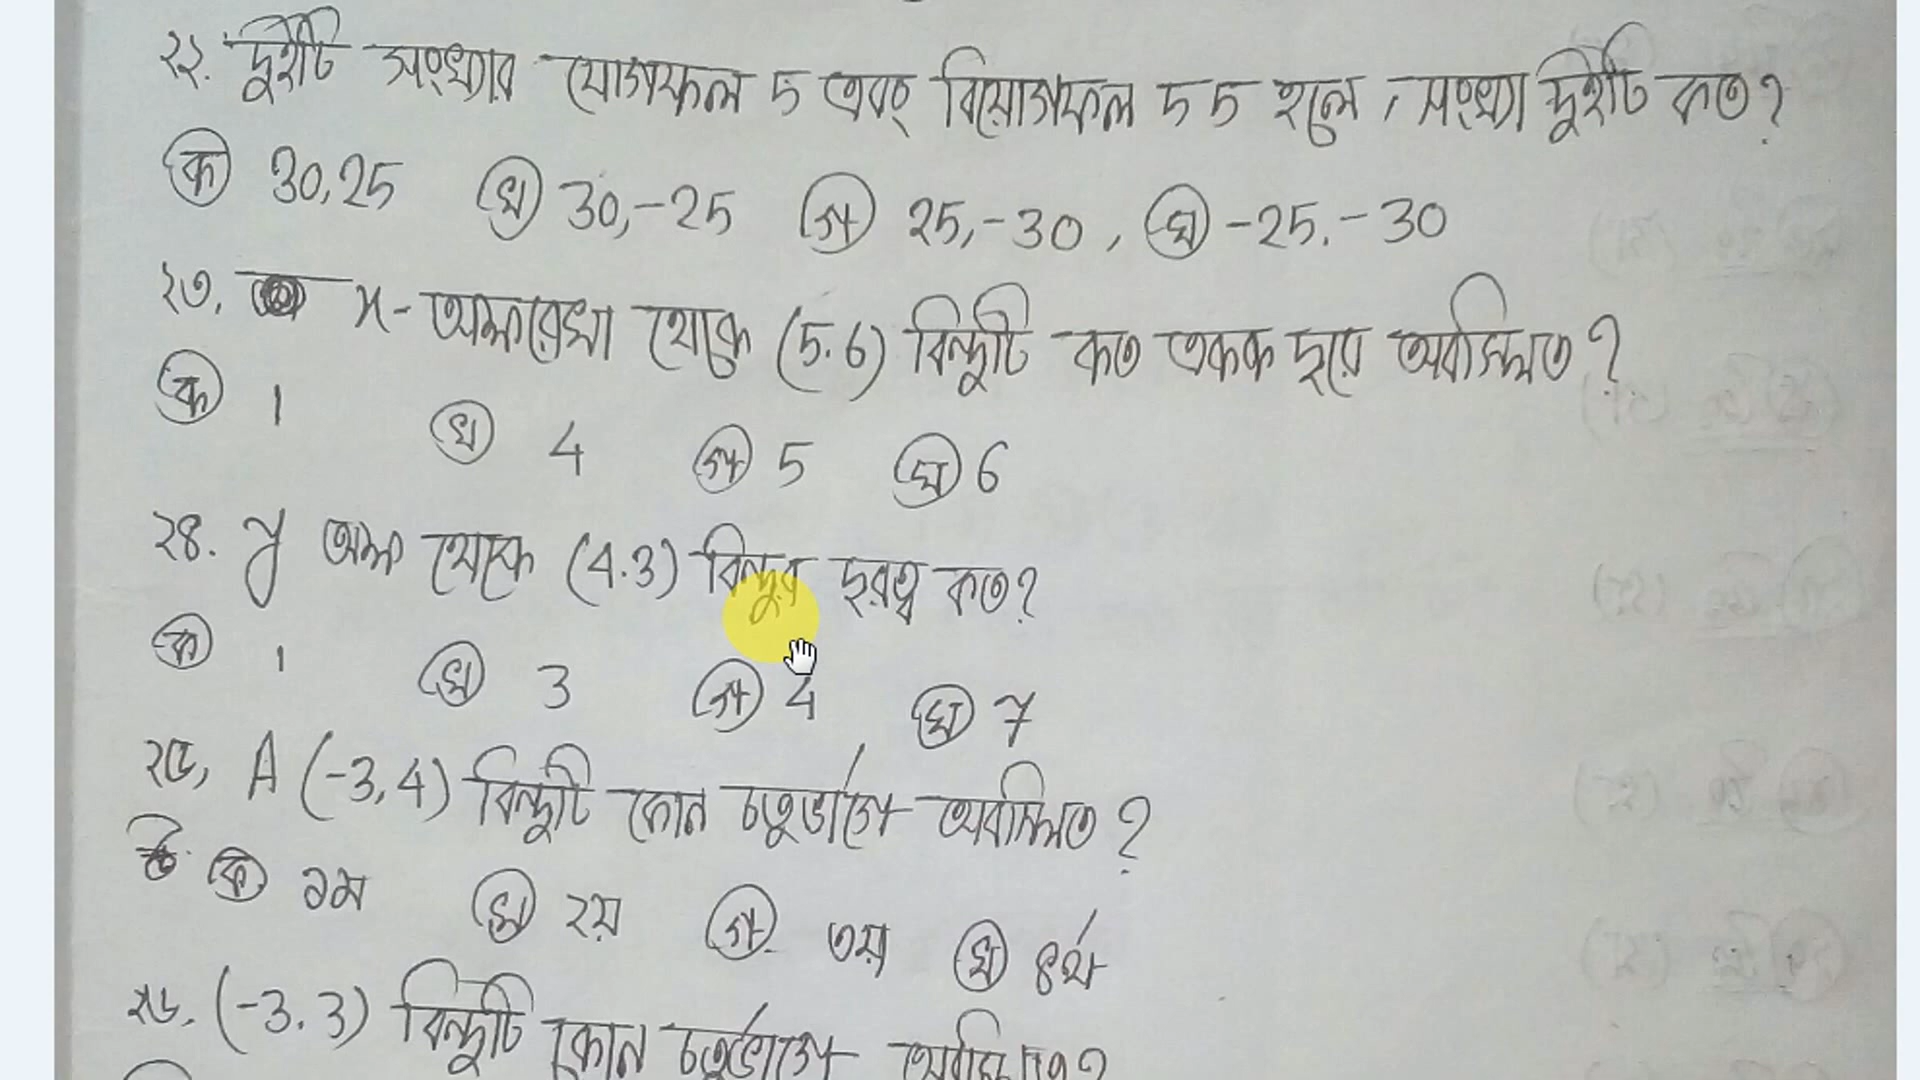 ২২. দুইটি সংখ্যার যোগফল 5 এবং বিয়োগফল 55 হলে, সংখ্যা দুইটি কত?
ক 30,25 খ 30,-25 গ 25,-30, ঘ -25.-30
২৩. x-অক্ষরেখা থেকে (5.6) বিন্দুটি কত একক দূরে অবস্থিত?
ক 1 খ 4 গ 5 ঘ 6
২৪. y অক্ষ থেকে (4.3) বিন্দুর দূরত্ব কত?
ক 1 খ 3 গ 4 ঘ 7
২৫, A (-3,4) বিন্দুটি কোন চতুর্ভাগে অবস্থিত?
ক ১ম খ ২য় গ ৩য় ঘ ৪র্থ
২৬. (-3.3) বিন্দুটি কোন চতুর্ভাগে